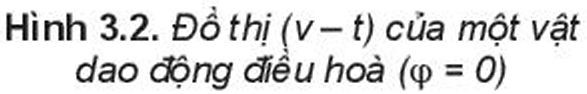 Hình 3.2. Đồ thị (v – t) của một vật
dao động điều hoà (φ = 0)